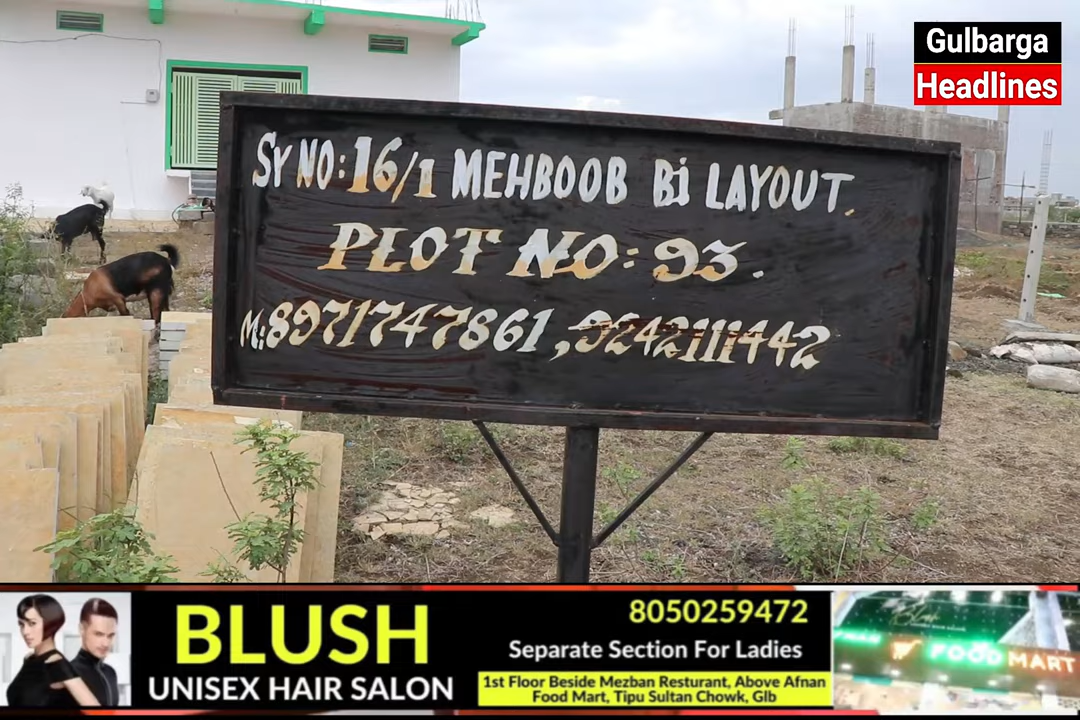 Gulbarga
Headlines
SY NO: 16/1 MEHBOOB Bi LAYOUT.
PLOT NO: 93.
M: 8971747861, 9242111442
BLUSH
UNISEX HAIR SALON
8050259472
Separate Section For Ladies
1st Floor Beside Mezban Resturant, Above Afnan
Food Mart, Tipu Sultan Chowk, Glb
FOOD MART